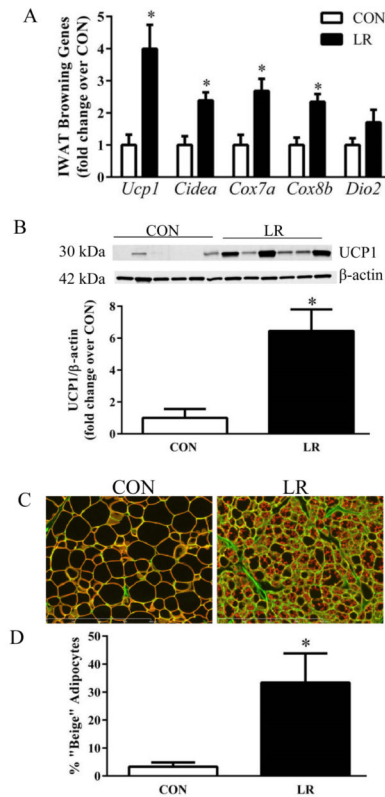 A
IWAT Browning Genes
(fold change over CON)
5
4
3
2
1
0
CON
LR
* * * *
Ucp1 Cidea Cox7a Cox8b Dio2
B
CON LR
30 kDa UCP1
42 kDa β-actin
UCP1/β-actin
(fold change over CON)
8
6
4
2
0
*
CON LR
C
CON LR
D
% "Beige" Adipocytes
50
40
30
20
10
0
*
CON LR